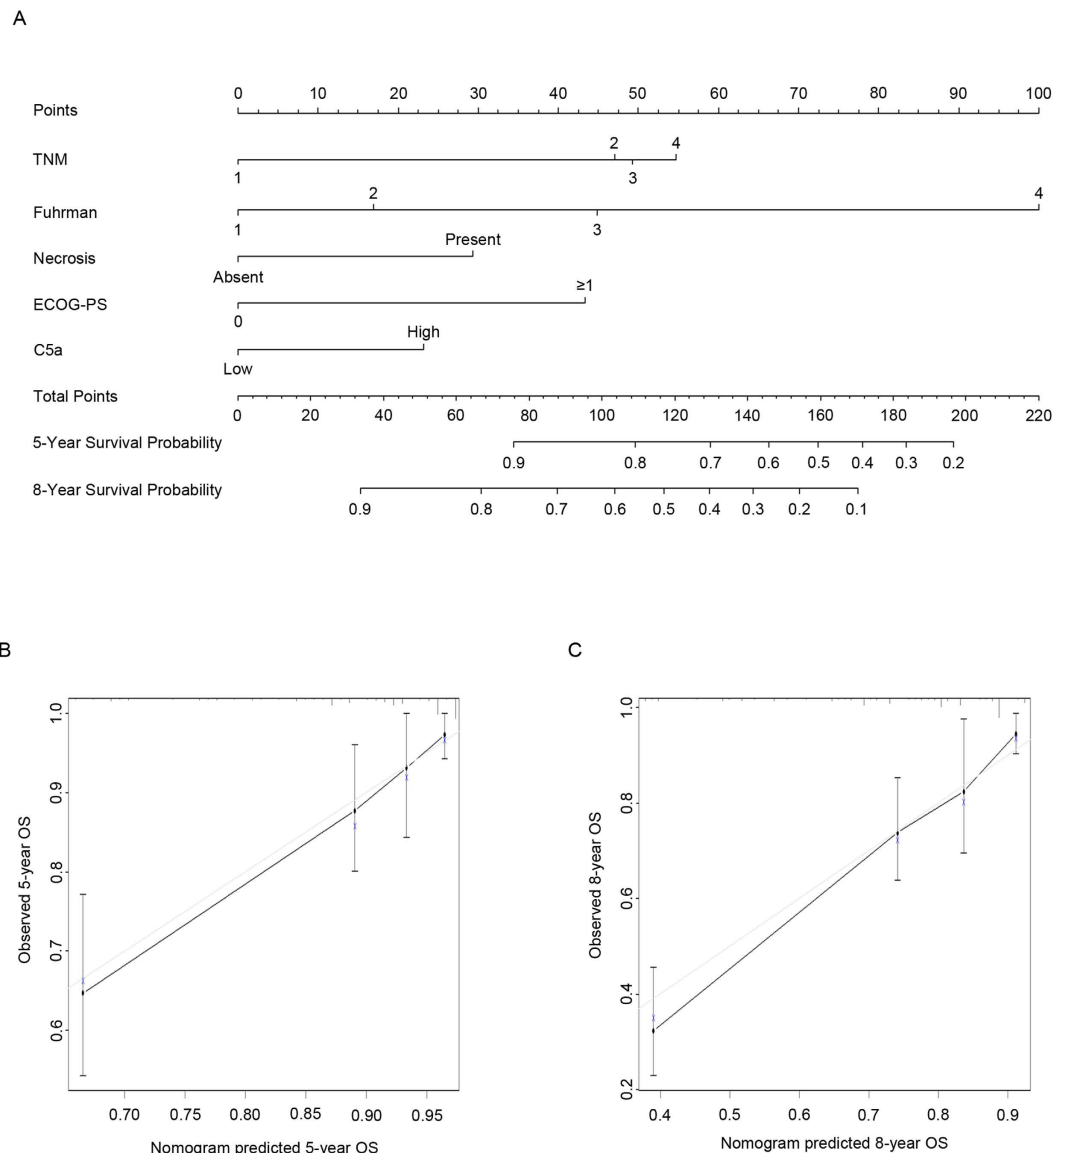 A
0 10 20 30 40 50 60 70 80 90 100
Points
2 4
TNM
1 3
2 4
Fuhrman
1 3
Present
Necrosis
Absent
≥1
ECOG-PS
0
High
C5a
Low
Total Points
0 20 40 60 80 100 120 140 160 180 200 220
5-Year Survival Probability
0.9 0.8 0.7 0.6 0.5 0.4 0.3 0.2
8-Year Survival Probability
0.9 0.8 0.7 0.6 0.5 0.4 0.3 0.2 0.1
B
Observed 5-year OS
1.0
0.9
0.8
0.7
0.6
0.70 0.75 0.80 0.85 0.90 0.95
Nomogram predicted 5-year OS
C
Observed 8-year OS
1.0
0.8
0.6
0.4
0.2
0.4 0.5 0.6 0.7 0.8 0.9
Nomogram predicted 8-year OS